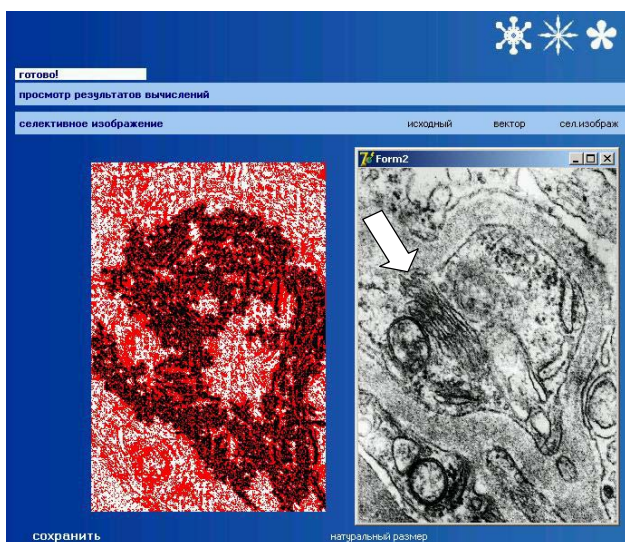 готово!
просмотр результатов вычислений
селективное изображение исходный вектор сел.изображ
Form2
сохранить натуральный размер